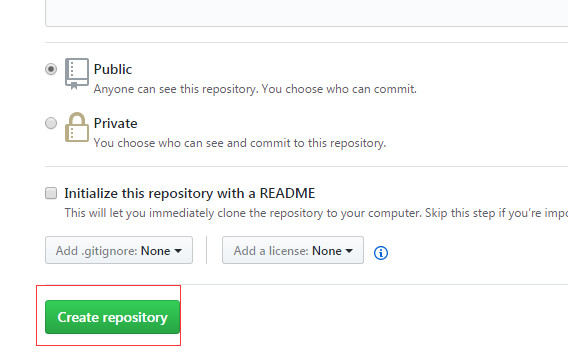 Public
Anyone can see this repository. You choose who can commit.
Private
You choose who can see and commit to this repository.
Initialize this repository with a README
This will let you immediately clone the repository to your computer. Skip this step if you're impo
Add .gitignore: None
Add a license: None
Create repository